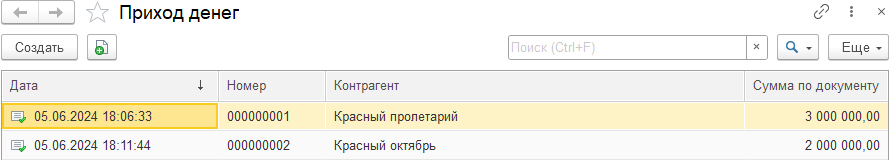 Приход денег
Создать Поиск (Ctrl+F) × Еще
Дата ↓ Номер Контрагент Сумма по документу
05.06.2024 18:06:33 000000001 Красный пролетарий 3 000 000,00
05.06.2024 18:11:44 000000002 Красный октябрь 2 000 000,00